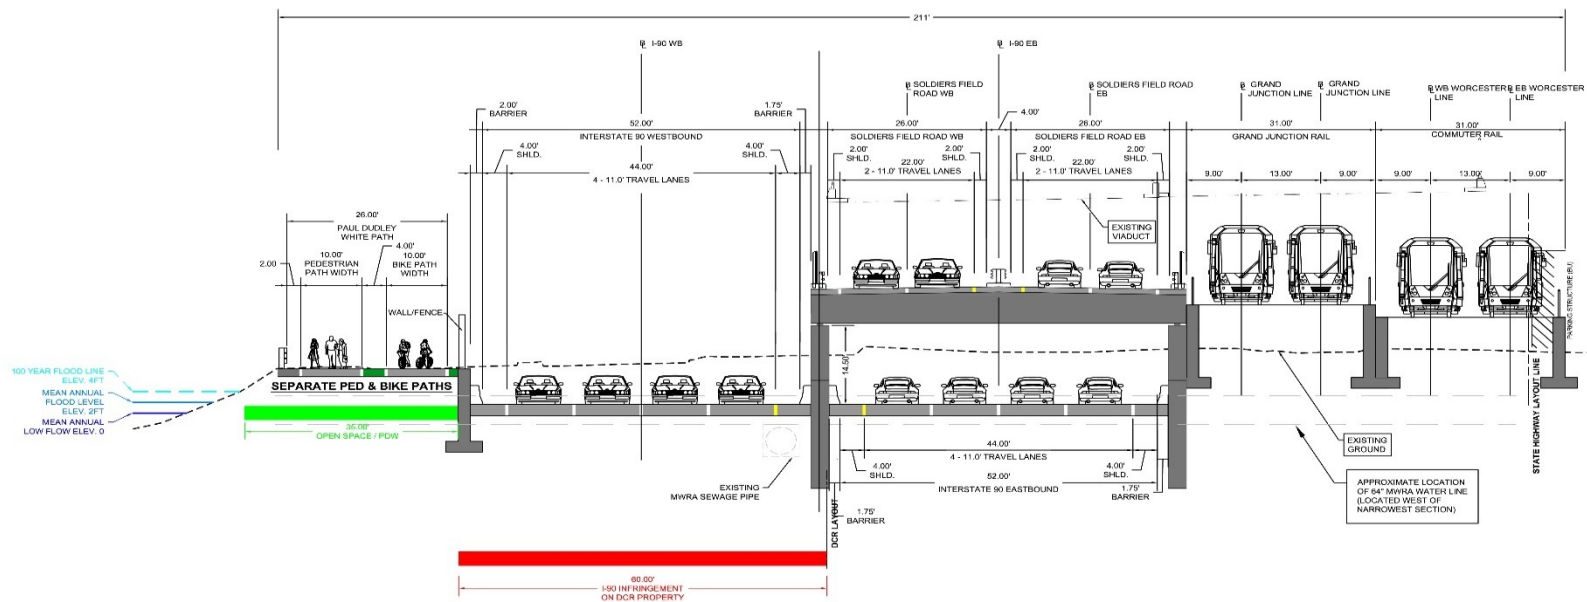 211'
℄ I-90 WB
℄ I-90 EB
℄ SOLDIERS FIELD
ROAD WB
℄ SOLDIERS FIELD ROAD
EB
℄ GRAND
JUNCTION LINE
℄ GRAND
JUNCTION LINE
℄ WB WORCESTER
LINE
℄ EB WORCESTER
LINE
2.00'
BARRIER
1.75'
BARRIER
4.00'
52.00'
INTERSTATE 90 WESTBOUND
26.00'
SOLDIERS FIELD ROAD WB
26.00'
SOLDIERS FIELD ROAD EB
31.00'
GRAND JUNCTION RAIL
31.00'
COMMUTER RAIL
4.00'
SHLD.
4.00'
SHLD.
44.00'
4 - 11.0' TRAVEL LANES
2.00'
SHLD.
2.00'
SHLD.
22.00'
2 - 11.0' TRAVEL LANES
2.00'
SHLD.
2.00'
SHLD.
22.00'
2 - 11.0' TRAVEL LANES
9.00'
13.00'
9.00'
9.00'
13.00'
9.00'
26.00'
PAUL DUDLEY
WHITE PATH
2.00
10.00'
PEDESTRIAN
PATH WIDTH
4.00'
10.00'
BIKE PATH
WIDTH
EXISTING
VIADUCT
WALL/FENCE
PARKING STRUCTURE (BU)
100 YEAR FLOOD LINE
ELEV. 4FT
MEAN ANNUAL
FLOOD LEVEL
ELEV. 2FT
MEAN ANNUAL
LOW FLOW ELEV. 0
SEPARATE PED & BIKE PATHS
14.50'
35.00'
OPEN SPACE / PDW
EXISTING
MWRA SEWAGE PIPE
44.00'
4 - 11.0' TRAVEL LANES
4.00'
SHLD.
4.00'
SHLD.
52.00'
INTERSTATE 90 EASTBOUND
1.75'
BARRIER
1.75'
BARRIER
DCR LAYOUT
EXISTING
GROUND
STATE HIGHWAY LAYOUT LINE
APPROXIMATE LOCATION
OF 64" MWRA WATER LINE
(LOCATED WEST OF
NARROWEST SECTION)
60.00'
I-90 INFRINGEMENT
ON DCR PROPERTY